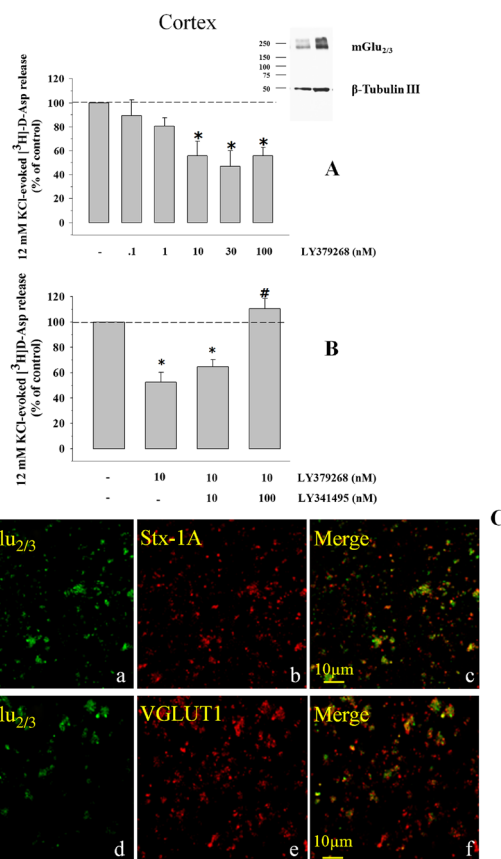 Cortex
250
150
100
75
50
mGlu2/3
β-Tubulin III
12 mM KCl-evoked [3H]-D-Asp release
(% of control)
120
100
80
60
40
20
0
*
*
*
A
- .1 1 10 30 100 LY379268 (nM)
12 mM KCl-evoked [3H]D-Asp release
(% of control)
120
100
80
60
40
20
0
*
*
#
B
- 10 10 10 LY379268 (nM)
- - 10 100 LY341495 (nM)
C
lu2/3 Stx-1A Merge
10µm
a b c
lu2/3 VGLUT1 Merge
10µm
d e f